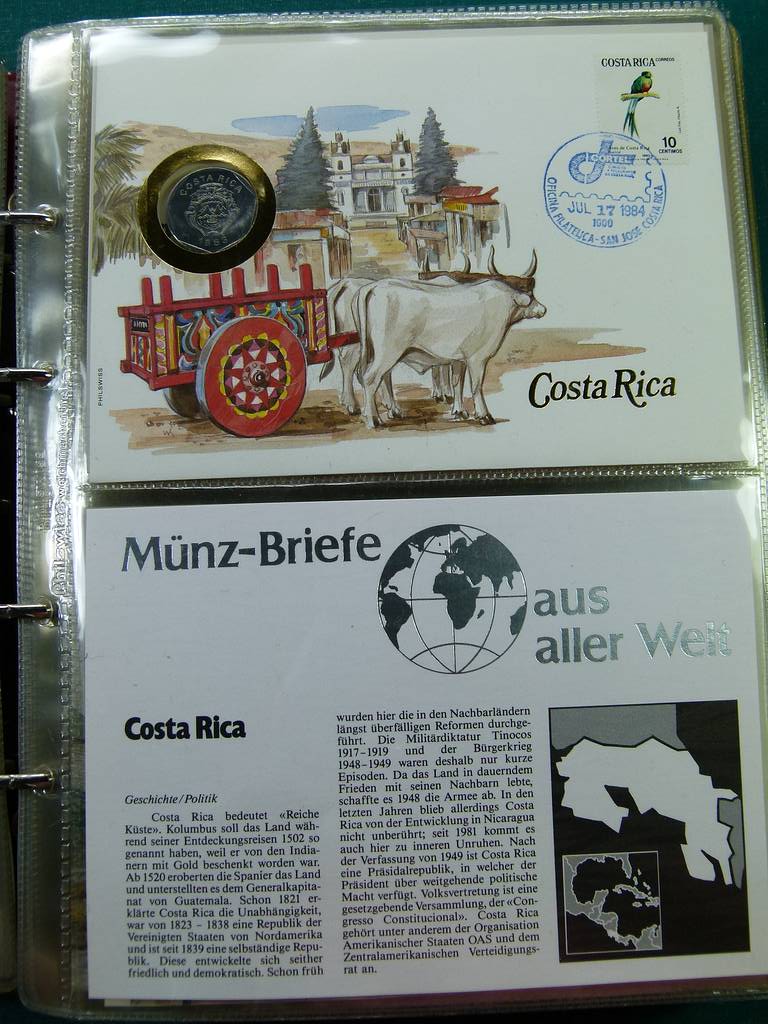 COSTA RICA CORREOS
10
CENTIMOS
CORTEL
JUL 17 1984
1000
OFICINA FILATELICA - SAN JOSE COSTA RICA
COSTA RICA
PHILSWISS
Costa Rica
Münz-Briefe
aus
aller Welt
Costa Rica
Geschichte/Politik
Costa Rica bedeutet «Reiche
Küste». Kolumbus soll das Land wäh-
rend seiner Entdeckungsreisen 1502 so
genannt haben, weil er von den India-
nern mit Gold beschenkt worden war.
Ab 1520 eroberten die Spanier das Land
und unterstellten es dem Generalkapita-
nat von Guatemala. Schon 1821 er-
klärte Costa Rica die Unabhängigkeit,
war von 1823 - 1838 eine Republik der
Vereinigten Staaten von Nordamerika
und ist seit 1839 eine selbständige Repu-
blik. Diese entwickelte sich seither
friedlich und demokratisch. Schon früh
wurden hier die in den Nachbarländern
längst überfälligen Reformen durchge-
führt. Die Militärdiktatur Tinocos
1917-1919 und der Bürgerkrieg
1948-1949 waren deshalb nur kurze
Episoden. Da das Land in dauerndem
Frieden mit seinen Nachbarn lebte,
schaffte es 1948 die Armee ab. In den
letzten Jahren blieb allerdings Costa
Rica von der Entwicklung in Nicaragua
nicht unberührt; seit 1981 kommt es
auch hier zu inneren Unruhen. Nach
der Verfassung von 1949 ist Costa Rica
eine Präsidalrepublik, in welcher der
Präsident über weitgehende politische
Macht verfügt. Volksvertretung ist eine
gesetzgebende Versammlung, der «Con-
gresso Constitucional». Costa Rica
gehört unter anderem der Organisation
Amerikanischer Staaten OAS und dem
Zentralamerikanischen Verteidigungs-
rat an.